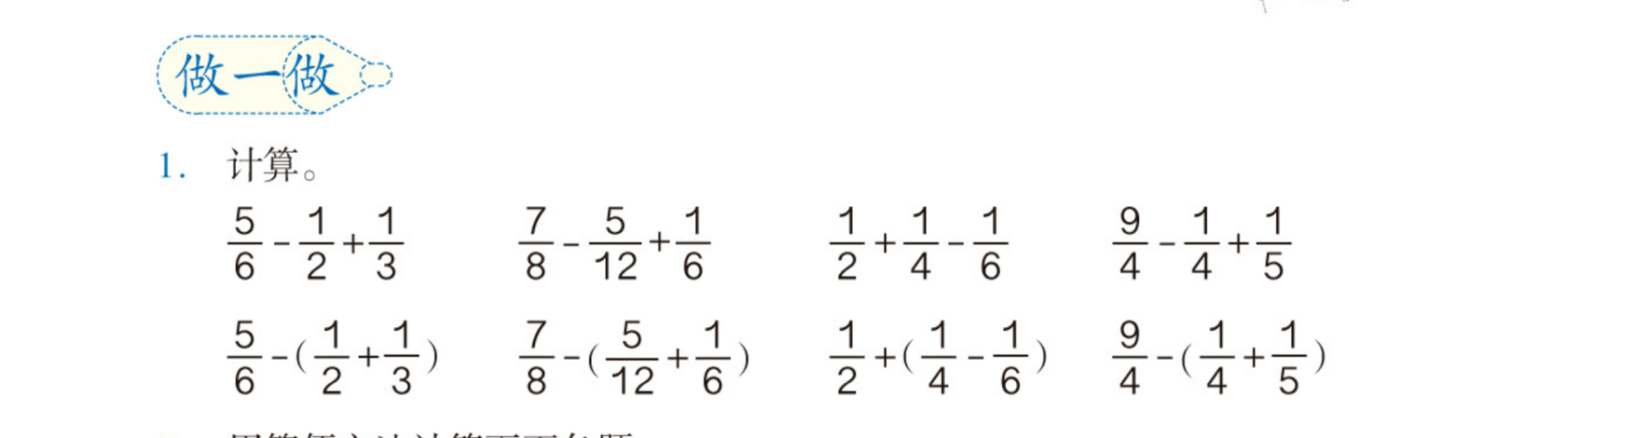 做一做
1. 计算。
5/6 - 1/2 + 1/3    7/8 - 5/12 + 1/6    1/2 + 1/4 - 1/6    9/4 - 1/4 + 1/5
5/6 - (1/2 + 1/3)    7/8 - (5/12 + 1/6)    1/2 + (1/4 - 1/6)    9/4 - (1/4 + 1/5)